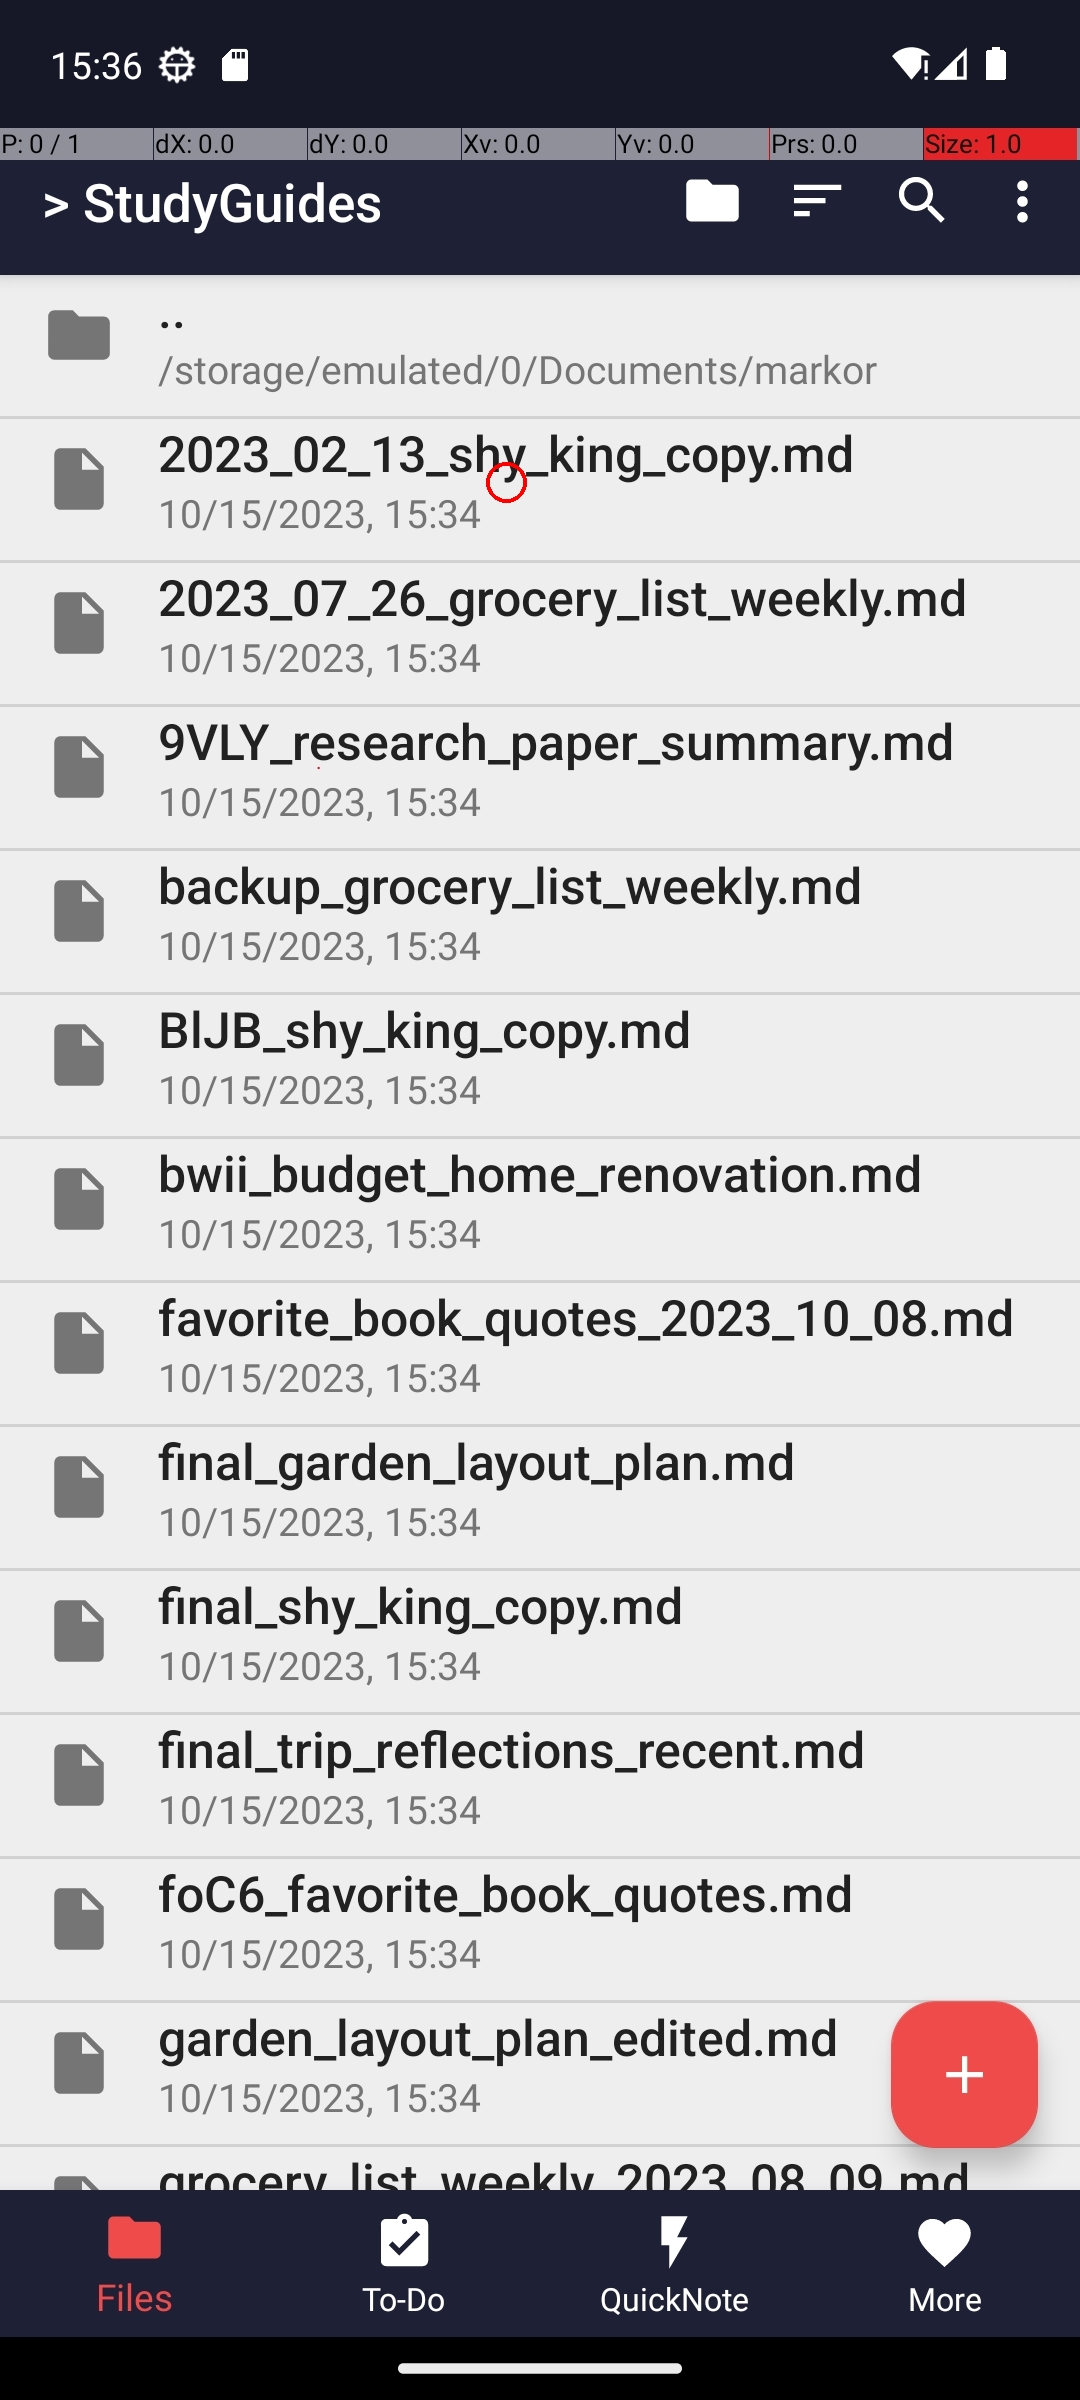 15:36
P: 0 / 1
dX: 0.0
dY: 0.0
Xv: 0.0
Yv: 0.0
Prs: 0.0
Size: 1.0
> StudyGuides
..
/storage/emulated/0/Documents/markor
2023_02_13_shy_king_copy.md
10/15/2023, 15:34
2023_07_26_grocery_list_weekly.md
10/15/2023, 15:34
9VLY_research_paper_summary.md
10/15/2023, 15:34
backup_grocery_list_weekly.md
10/15/2023, 15:34
BlJB_shy_king_copy.md
10/15/2023, 15:34
bwii_budget_home_renovation.md
10/15/2023, 15:34
favorite_book_quotes_2023_10_08.md
10/15/2023, 15:34
final_garden_layout_plan.md
10/15/2023, 15:34
final_shy_king_copy.md
10/15/2023, 15:34
final_trip_reflections_recent.md
10/15/2023, 15:34
foC6_favorite_book_quotes.md
10/15/2023, 15:34
garden_layout_plan_edited.md
10/15/2023, 15:34
grocery_list_weekly_2023_08_09.md
Files
To-Do
QuickNote
More